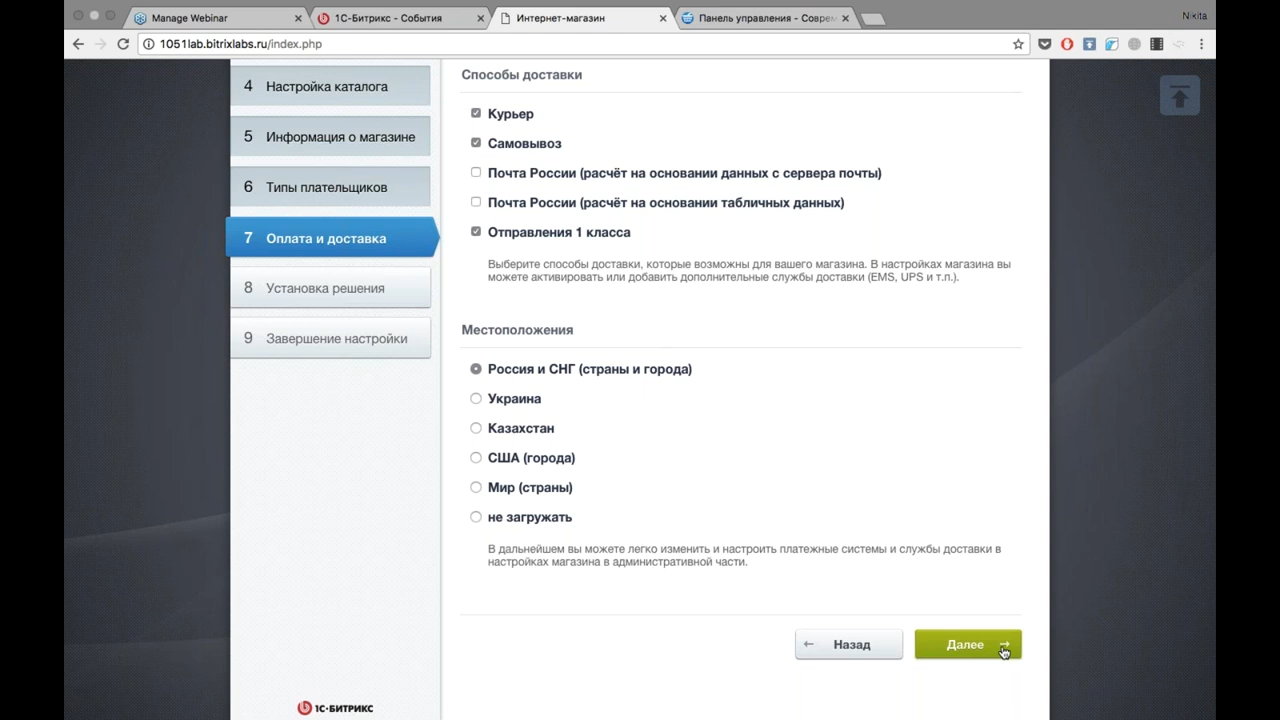 Manage Webinar
1С-Битрикс - События
Интернет-магазин
Панель управления - Соврем
Nikita
1051lab.bitrixlabs.ru/index.php
4 Настройка каталога
5 Информация о магазине
6 Типы плательщиков
7 Оплата и доставка
8 Установка решения
9 Завершение настройки
Способы доставки
Курьер
Самовывоз
Почта России (расчёт на основании данных с сервера почты)
Почта России (расчёт на основании табличных данных)
Отправления 1 класса
Выберите способы доставки, которые возможны для вашего магазина. В настройках магазина вы
можете активировать или добавить дополнительные службы доставки (EMS, UPS и т.п.).
Местоположения
Россия и СНГ (страны и города)
Украина
Казахстан
США (города)
Мир (страны)
не загружать
В дальнейшем вы можете легко изменить и настроить платежные системы и службы доставки в
настройках магазина в административной части.
← Назад
Далее →
1С·БИТРИКС